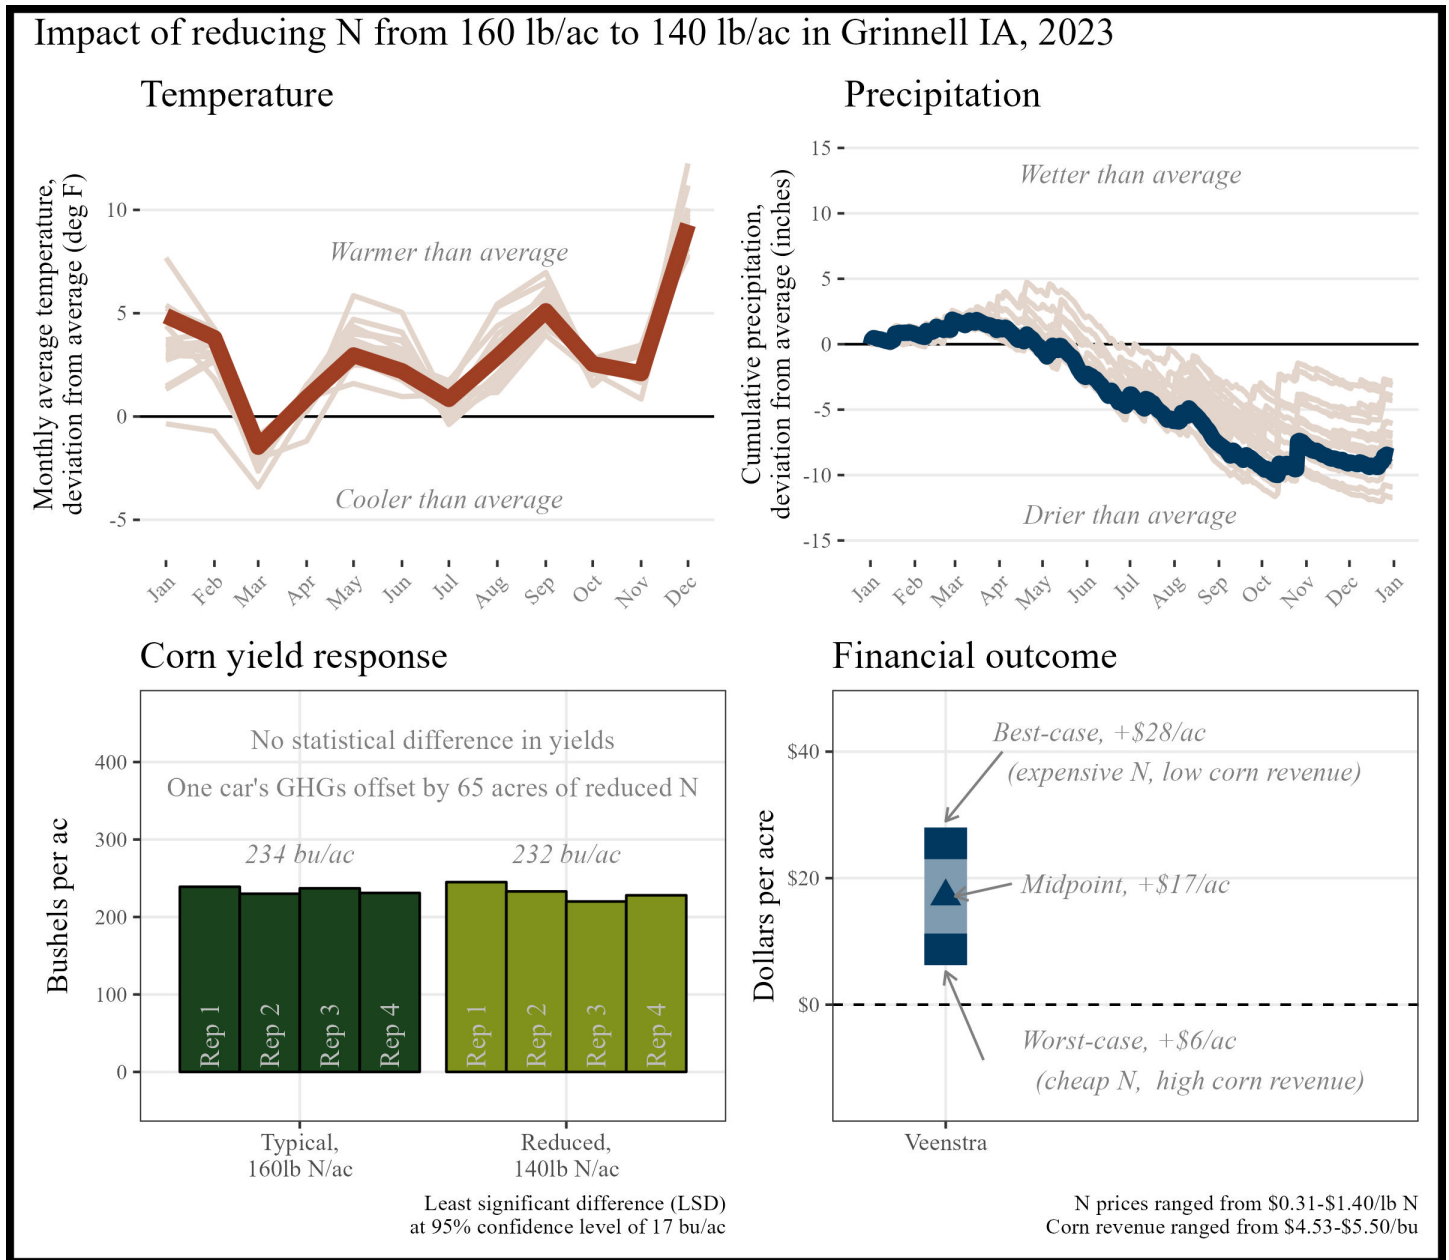 Impact of reducing N from 160 lb/ac to 140 lb/ac in Grinnell IA, 2023
Temperature
Monthly average temperature,
deviation from average (deg F)
10
5
0
-5
Warmer than average
Cooler than average
Jan
Feb
Mar
Apr
May
Jun
Jul
Aug
Sep
Oct
Nov
Dec
Precipitation
Cumulative precipitation,
deviation from average (inches)
15
10
5
0
-5
-10
-15
Wetter than average
Drier than average
Jan
Feb
Mar
Apr
May
Jun
Jul
Aug
Sep
Oct
Nov
Dec
Jan
Corn yield response
Bushels per ac
400
300
200
100
0
No statistical difference in yields
One car's GHGs offset by 65 acres of reduced N
234 bu/ac
232 bu/ac
Rep 1
Rep 2
Rep 3
Rep 4
Rep 1
Rep 2
Rep 3
Rep 4
Typical,
160lb N/ac
Reduced,
140lb N/ac
Least significant difference (LSD)
at 95% confidence level of 17 bu/ac
Financial outcome
Dollars per acre
$40
$20
$0
Best-case, +$28/ac
(expensive N, low corn revenue)
Midpoint, +$17/ac
Worst-case, +$6/ac
(cheap N,  high corn revenue)
Veenstra
N prices ranged from $0.31-$1.40/lb N
Corn revenue ranged from $4.53-$5.50/bu